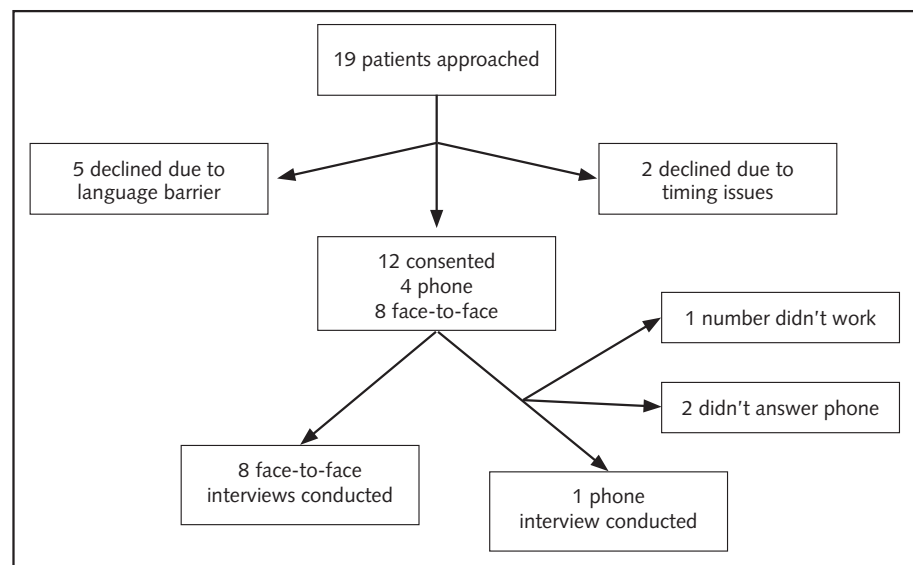 19 patients approached
5 declined due to
language barrier
2 declined due to
timing issues
12 consented
4 phone
8 face-to-face
1 number didn't work
2 didn't answer phone
8 face-to-face
interviews conducted
1 phone
interview conducted